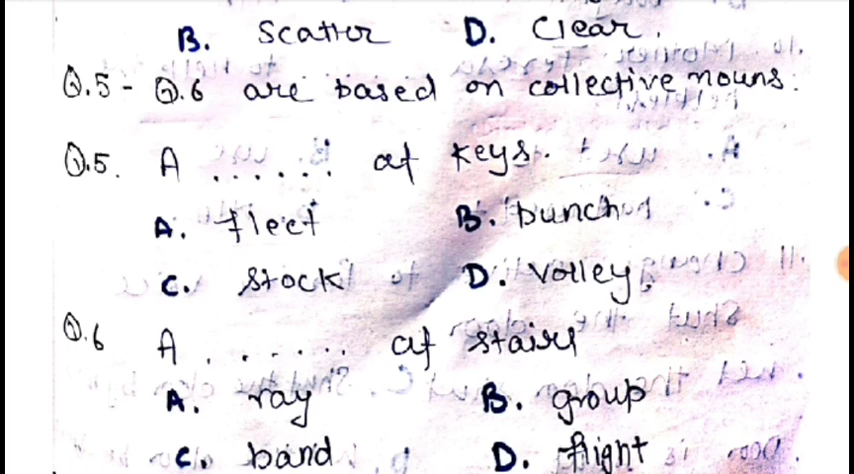 B. Scatter D. Clear.
Q.5 - Q.6 are based on collective nouns.
Q.5. A ...... of keys.
A. fleet B. bunch
C. stock D. volley
Q.6 A ...... of stairs
A. ray B. group
C. band D. flight